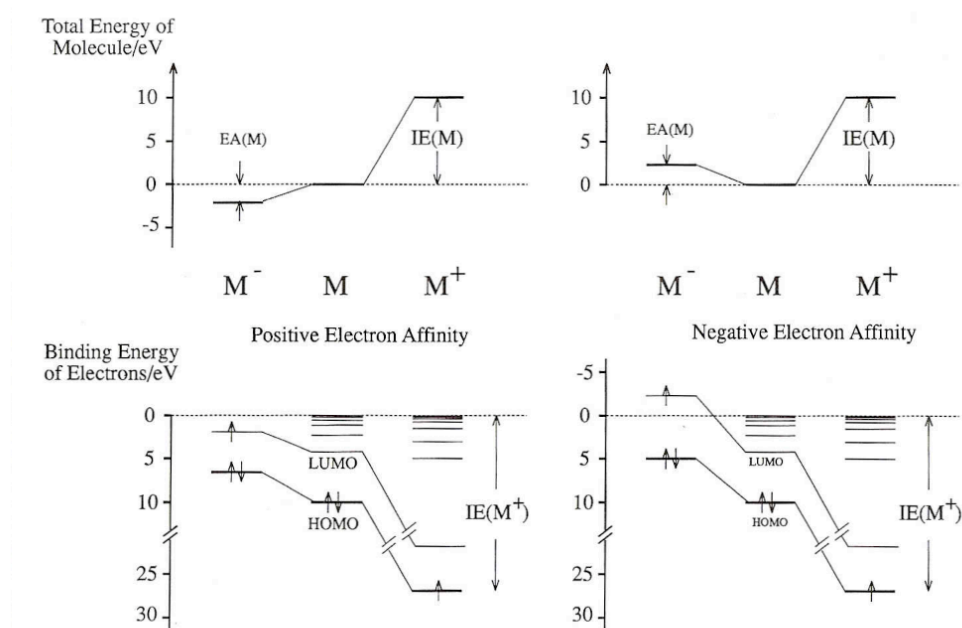 Total Energy of
Molecule/eV
10
5
0
-5
EA(M)
IE(M)
M⁻ M M⁺
Positive Electron Affinity
10
5
0
EA(M)
IE(M)
M⁻ M M⁺
Negative Electron Affinity
Binding Energy
of Electrons/eV
0
5
10
25
30
LUMO
HOMO
IE(M⁺)
-5
0
5
10
25
30
LUMO
HOMO
IE(M⁺)